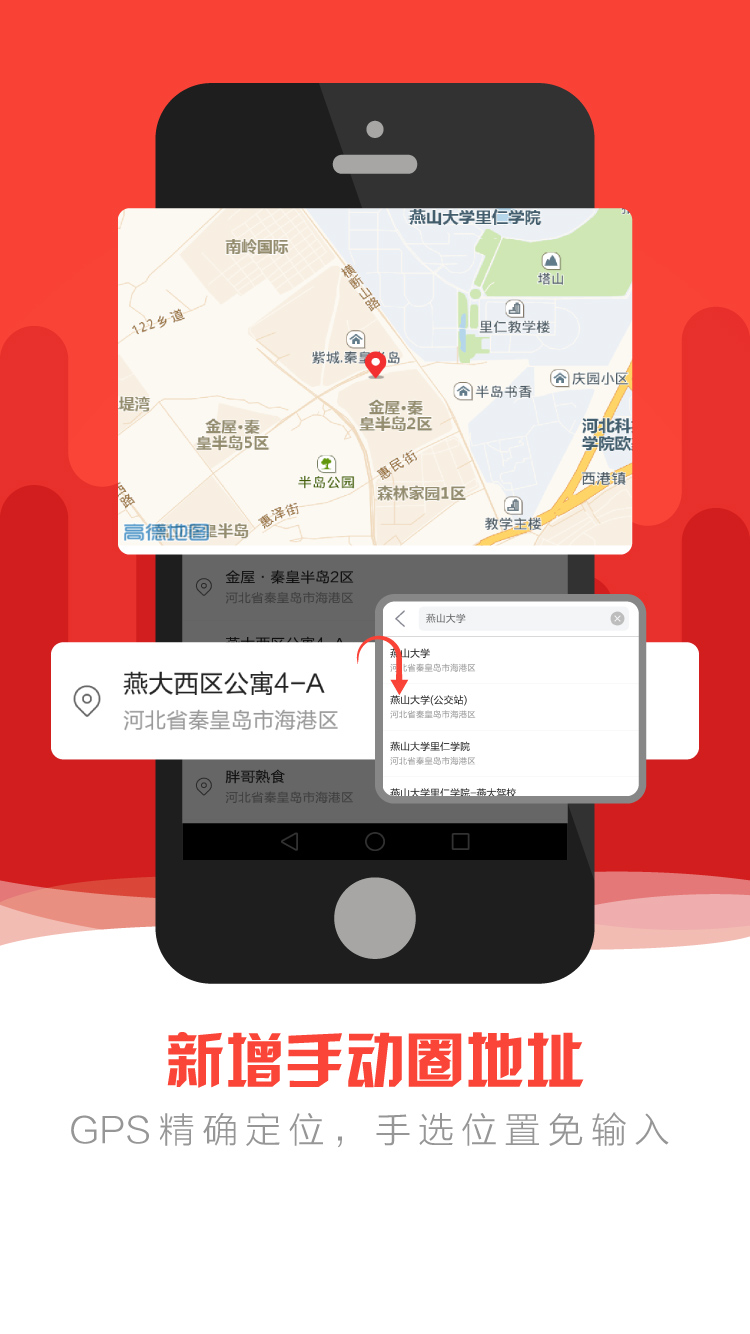 燕山大学里仁学院
南岭国际
塔山
横断山路
122乡道
里仁教学楼
紫城.秦皇半岛
庆园小区
半岛书香
堤湾
金屋·秦
皇半岛2区
金屋·秦
皇半岛5区
河北科
学院欧
惠民街
半岛公园
森林家园1区
西港镇
惠泽街
教学主楼
高德地图
皇半岛
金屋·秦皇半岛2区
河北省秦皇岛市海港区
燕大西区公寓4-A
燕山大学
燕山大学
河北省秦皇岛市海港区
燕大西区公寓4-A
河北省秦皇岛市海港区
燕山大学(公交站)
河北省秦皇岛市海港区
燕山大学里仁学院
河北省秦皇岛市海港区
胖哥熟食
河北省秦皇岛市海港区
燕山大学里仁学院-燕大驾校
新增手动圈地址
GPS精确定位，手选位置免输入